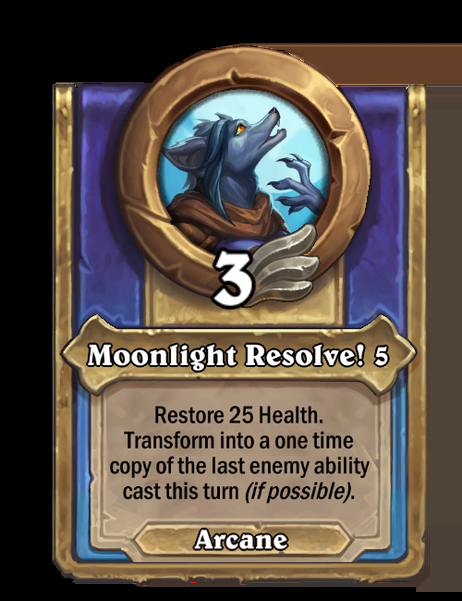 3
Moonlight Resolve! 5
Restore 25 Health.
Transform into a one time
copy of the last enemy ability
cast this turn (if possible).
Arcane